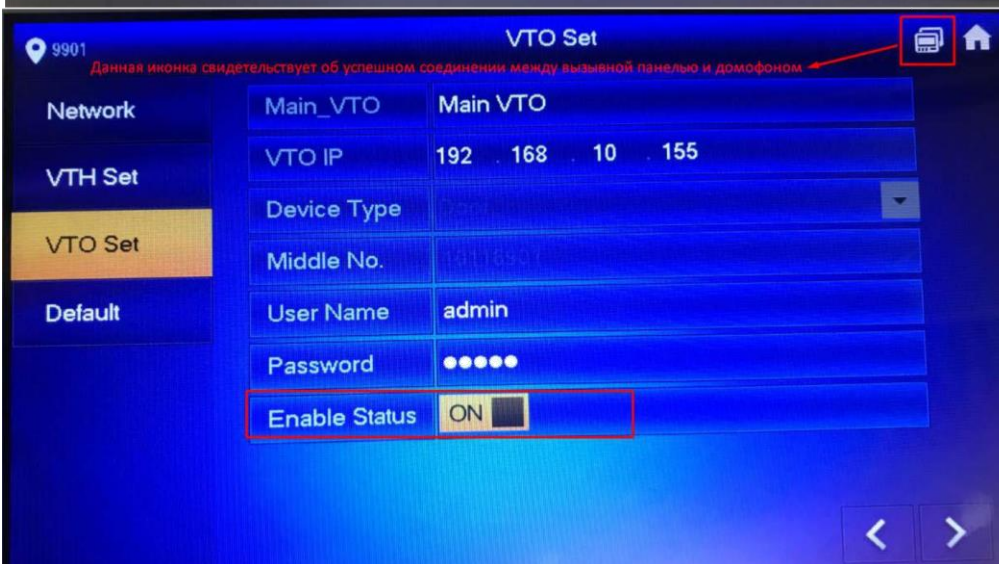 VTO Set
9901
Данная иконка свидетельствует об успешном соединении между вызывной панелью и домофоном
Network
Main_VTO Main VTO
VTO IP 192 . 168 . 10 . 155
VTH Set
Device Type
VTO Set
Middle No.
Default
User Name admin
Password ●●●●●
Enable Status ON